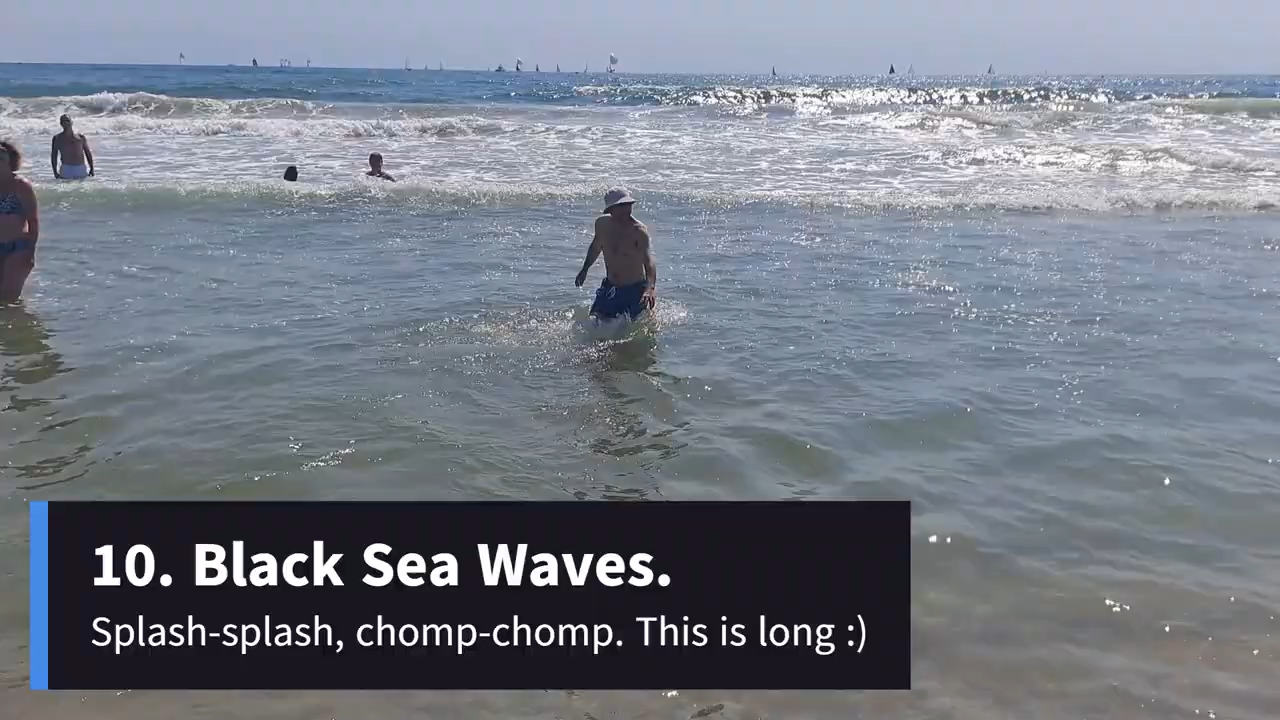 10. Black Sea Waves.
Splash-splash, chomp-chomp. This is long :)